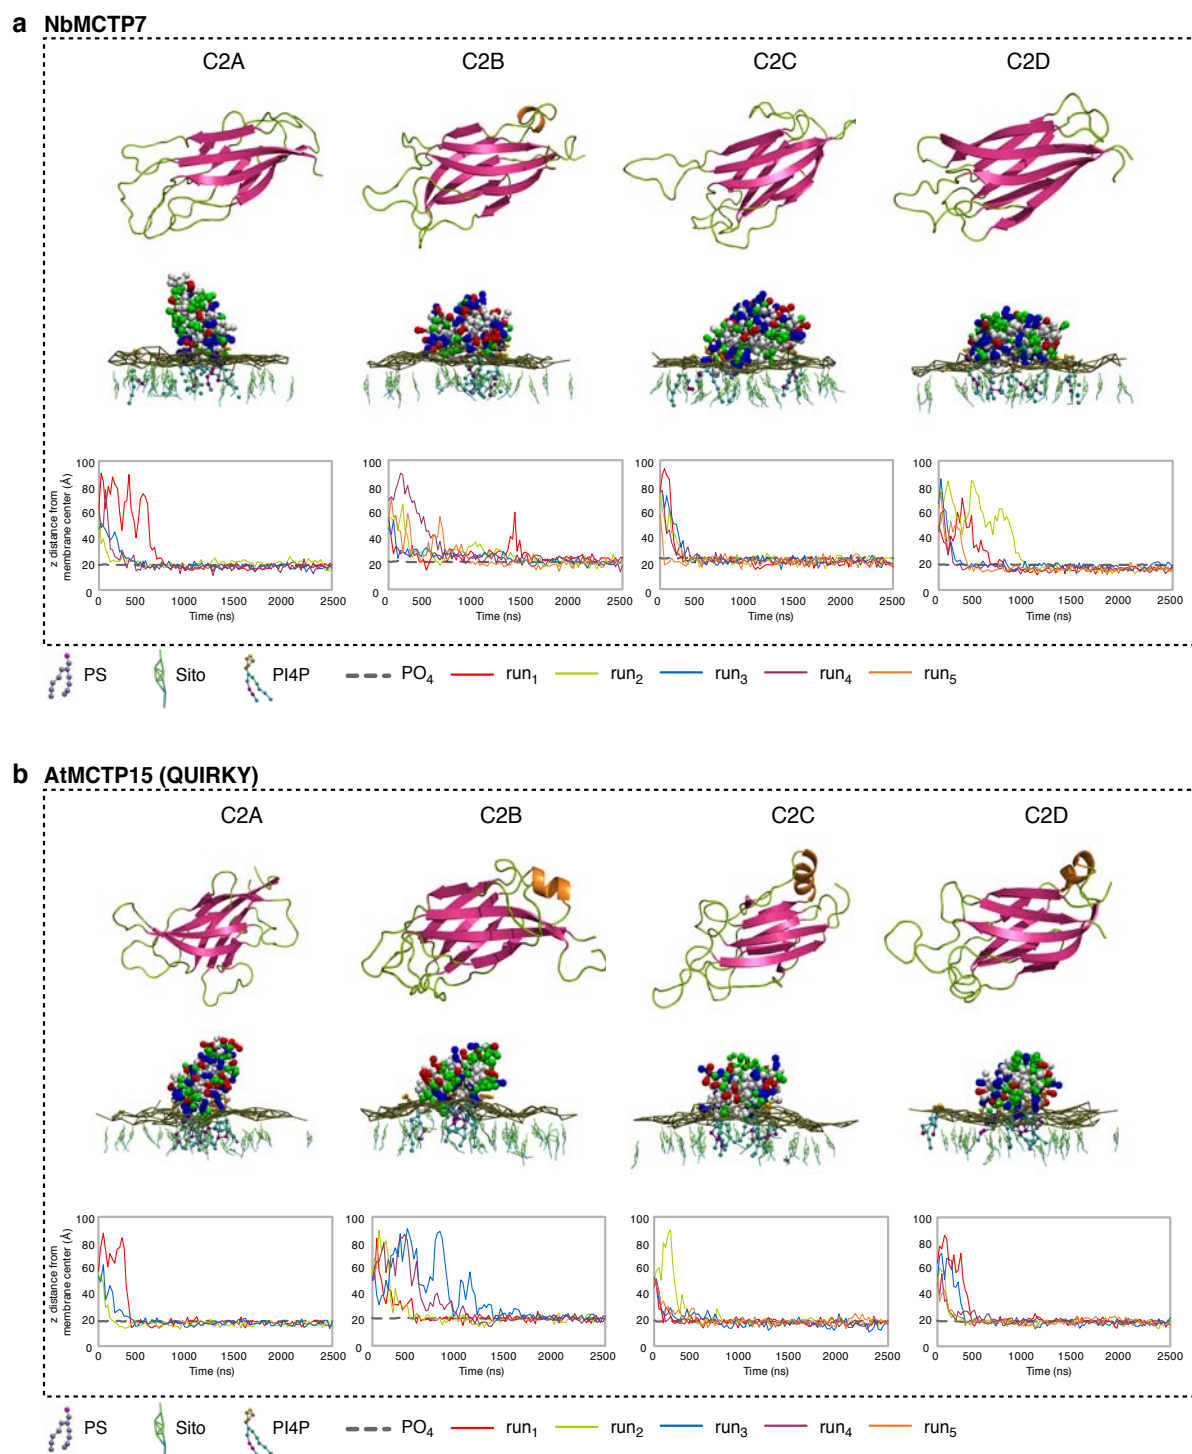 a NbMCTP7
C2A C2B C2C C2D
z distance from
membrane center (Å)
100 100 100 100
80 80 80 80
60 60 60 60
40 40 40 40
20 20 20 20
0 0 0 0
0 500 1000 1500 2000 2500 0 500 1000 1500 2000 2500 0 500 1000 1500 2000 2500 0 500 1000 1500 2000 2500
Time (ns) Time (ns) Time (ns) Time (ns)
PS Sito PI4P PO4 run1 run2 run3 run4 run5
b AtMCTP15 (QUIRKY)
C2A C2B C2C C2D
z distance from
membrane center (Å)
100 100 100 100
80 80 80 80
60 60 60 60
40 40 40 40
20 20 20 20
0 0 0 0
0 500 1000 1500 2000 2500 0 500 1000 1500 2000 2500 0 500 1000 1500 2000 2500 0 500 1000 1500 2000 2500
Time (ns) Time (ns) Time (ns) Time (ns)
PS Sito PI4P PO4 run1 run2 run3 run4 run5